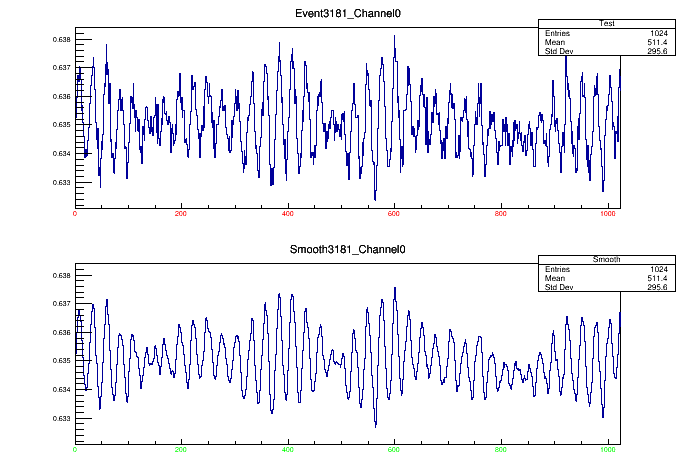 Event3181_Channel0
Test
Entries 1024
Mean 511.4
Std Dev 295.6
0.638
0.637
0.636
0.635
0.634
0.633
0 200 400 600 800 1000
Smooth3181_Channel0
Smooth
Entries 1024
Mean 511.4
Std Dev 295.6
0.638
0.637
0.636
0.635
0.634
0.633
0 200 400 600 800 1000